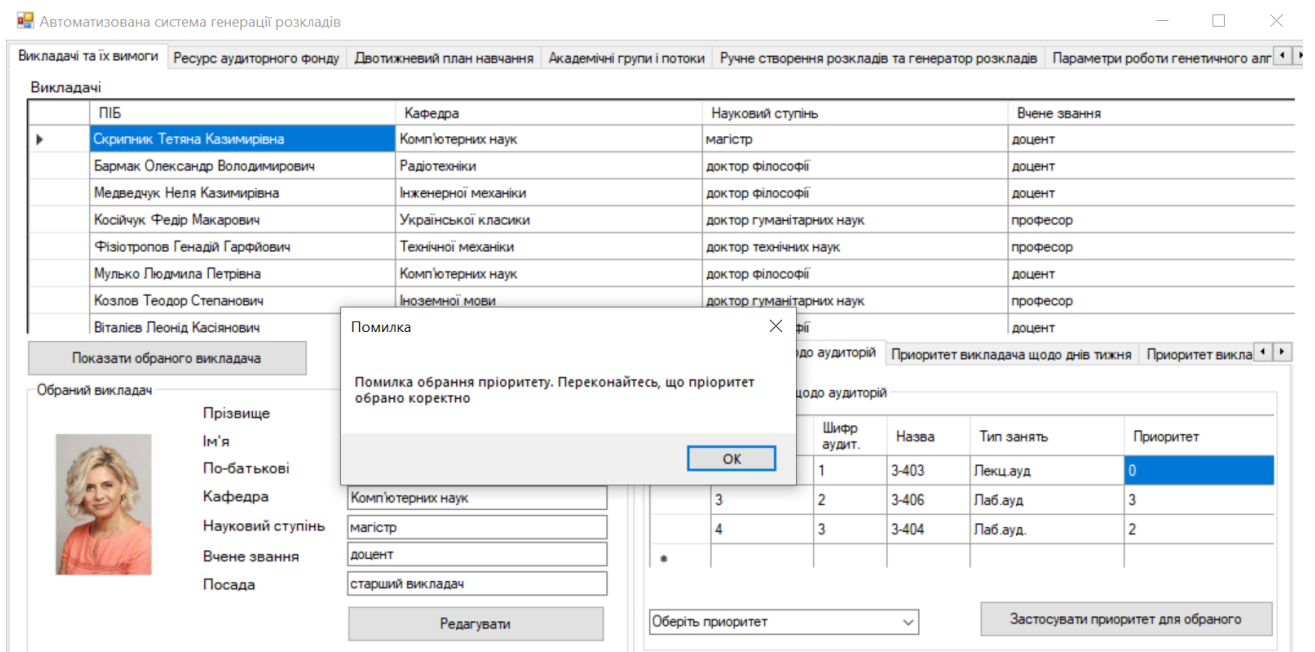 Автоматизована система генерації розкладів
Викладачі та їх вимоги Ресурс аудиторного фонду Двотижневий план навчання Академічні групи і потоки Ручне створення розкладів та генератор розкладів Параметри роботи генетичного алг
Викладачі
ПІБ Кафедра Науковий ступінь Вчене звання
Скрипник Тетяна Казимирівна Комп'ютерних наук магістр доцент
Бармак Олександр Володимирович Радіотехніки доктор філософії доцент
Медведчук Неля Казимирівна Інженерної механіки доктор філософії доцент
Косійчук Федір Макарович Української класики доктор гуманітарних наук професор
Фізіотропов Генадій Гарфйович Технічної механіки доктор технічних наук професор
Мулько Людмила Петрівна Комп'ютерних наук доктор філософії доцент
Козлов Теодор Степанович Іноземної мови доктор гуманітарних наук професор
Віталієв Леонід Касіянович фії доцент
Помилка
Помилка обрання пріоритету. Переконайтесь, що пріоритет
обрано коректно
OK
Показати обраного викладача
до аудиторій Приоритет викладача щодо днів тижня Приоритет викла
Обраний викладач
Прізвище
Ім'я
По-батькові
Кафедра Комп'ютерних наук
Науковий ступінь магістр
Вчене звання доцент
Посада старший викладач
Редагувати
щодо аудиторій
Шифр
аудит. Назва Тип занять Приоритет
1 3-403 Лекц.ауд 0
3 2 3-406 Лаб.ауд 3
4 3 3-404 Лаб.ауд. 2
Оберіть приоритет
Застосувати приоритет для обраного